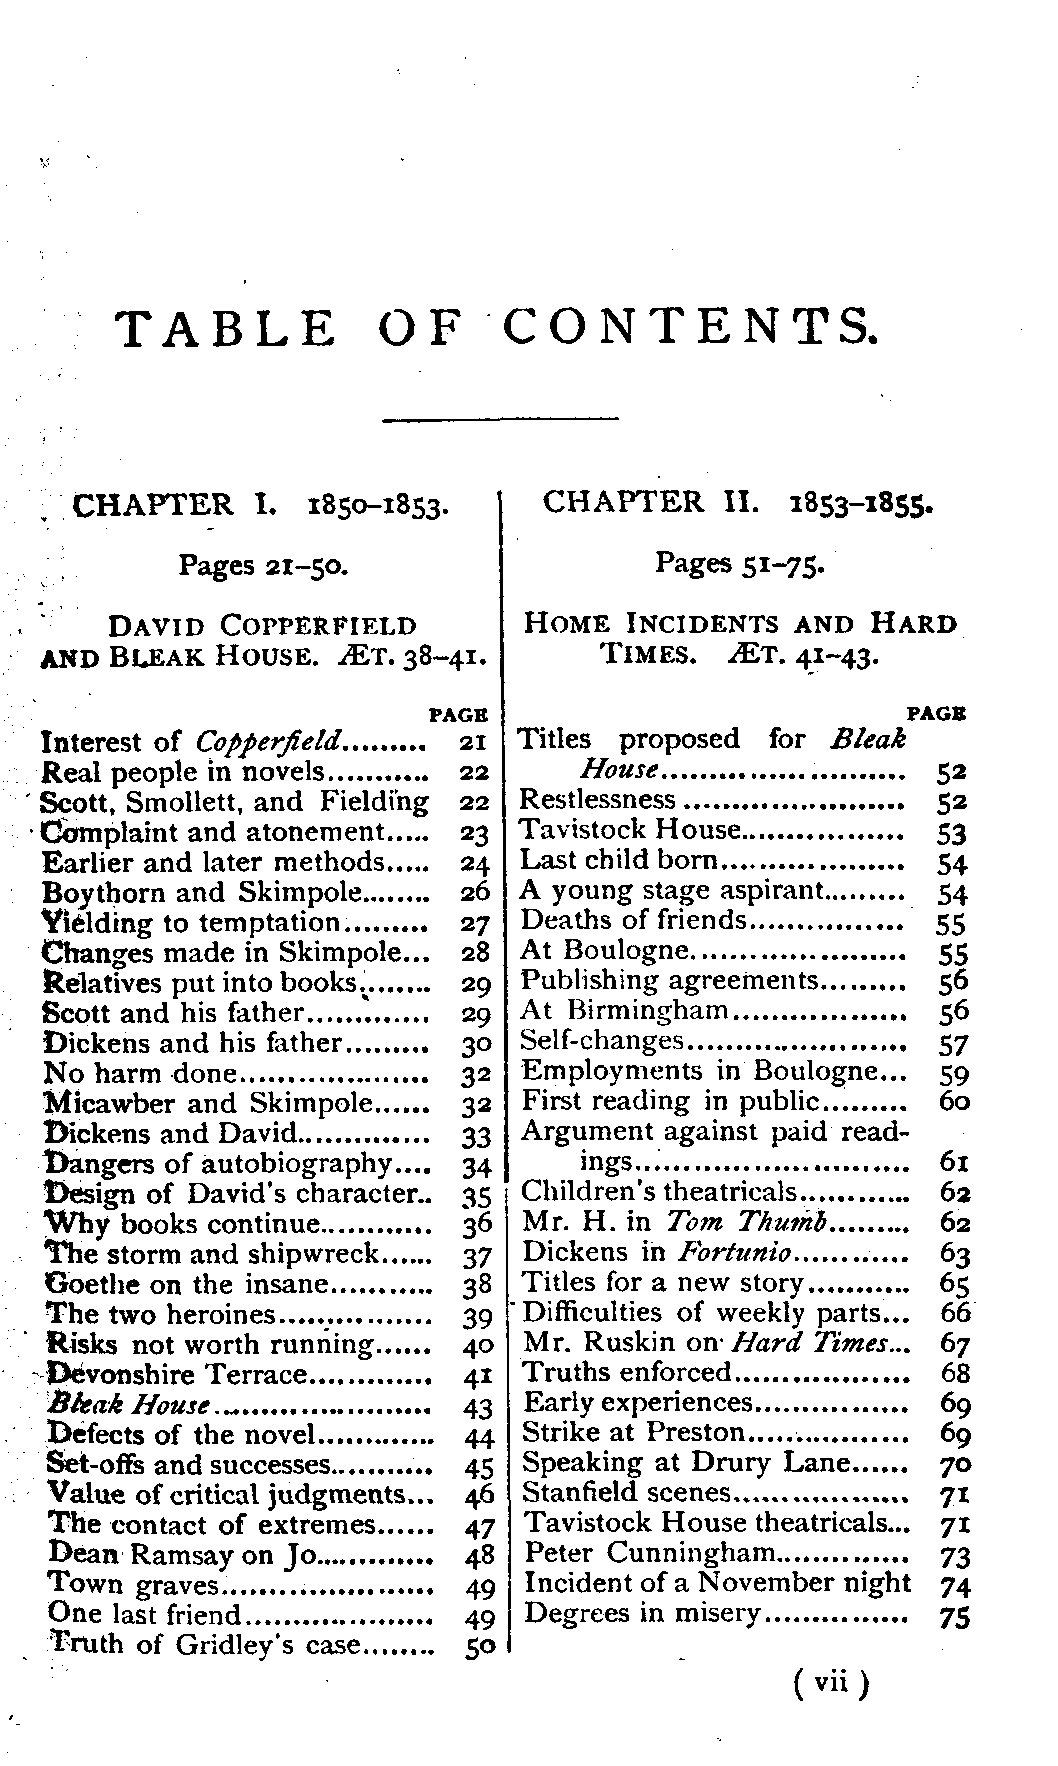 TABLE OF CONTENTS.
CHAPTER I. 1850–1853.
Pages 21–50.
DAVID COPPERFIELD
AND BLEAK HOUSE. ÆT. 38–41.
PAGE
Interest of Copperfield......... 21
Real people in novels........... 22
Scott, Smollett, and Fielding 22
Complaint and atonement..... 23
Earlier and later methods..... 24
Boythorn and Skimpole........ 26
Yielding to temptation......... 27
Changes made in Skimpole... 28
Relatives put into books....... 29
Scott and his father............. 29
Dickens and his father......... 30
No harm done................... 32
Micawber and Skimpole...... 32
Dickens and David.............. 33
Dangers of autobiography.... 34
Design of David's character.. 35
Why books continue............ 36
The storm and shipwreck...... 37
Goethe on the insane........... 38
The two heroines................ 39
Risks not worth running...... 40
Devonshire Terrace............. 41
Bleak House...................... 43
Defects of the novel............. 44
Set-offs and successes........... 45
Value of critical judgments... 46
The contact of extremes...... 47
Dean Ramsay on Jo............. 48
Town graves...................... 49
One last friend................... 49
Truth of Gridley's case........ 50
CHAPTER II. 1853–1855.
Pages 51–75.
HOME INCIDENTS AND HARD
TIMES. ÆT. 41–43.
PAGE
Titles proposed for Bleak
House......................... 52
Restlessness....................... 52
Tavistock House................. 53
Last child born................... 54
A young stage aspirant......... 54
Deaths of friends................ 55
At Boulogne...................... 55
Publishing agreements......... 56
At Birmingham.................. 56
Self-changes....................... 57
Employments in Boulogne... 59
First reading in public......... 60
Argument against paid read-
ings............................ 61
Children's theatricals............ 62
Mr. H. in Tom Thumb......... 62
Dickens in Fortunio............ 63
Titles for a new story........... 65
Difficulties of weekly parts... 66
Mr. Ruskin on Hard Times... 67
Truths enforced.................. 68
Early experiences................ 69
Strike at Preston................. 69
Speaking at Drury Lane...... 70
Stanfield scenes.................. 71
Tavistock House theatricals... 71
Peter Cunningham.............. 73
Incident of a November night 74
Degrees in misery............... 75
( vii )